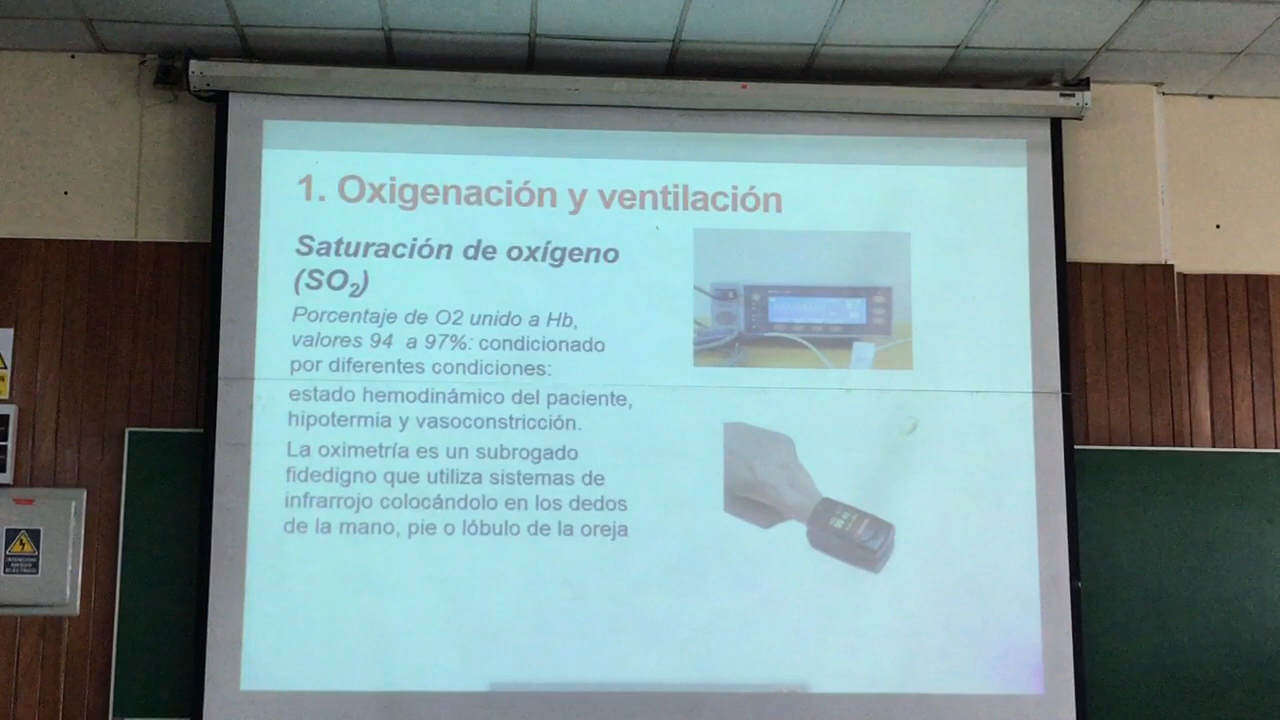 1. Oxigenación y ventilación
Saturación de oxígeno
(SO2)
Porcentaje de O2 unido a Hb,
valores 94 a 97%: condicionado
por diferentes condiciones:
estado hemodinámico del paciente,
hipotermia y vasoconstricción.
La oximetría es un subrogado
fidedigno que utiliza sistemas de
infrarrojo colocándolo en los dedos
de la mano, pie o lóbulo de la oreja